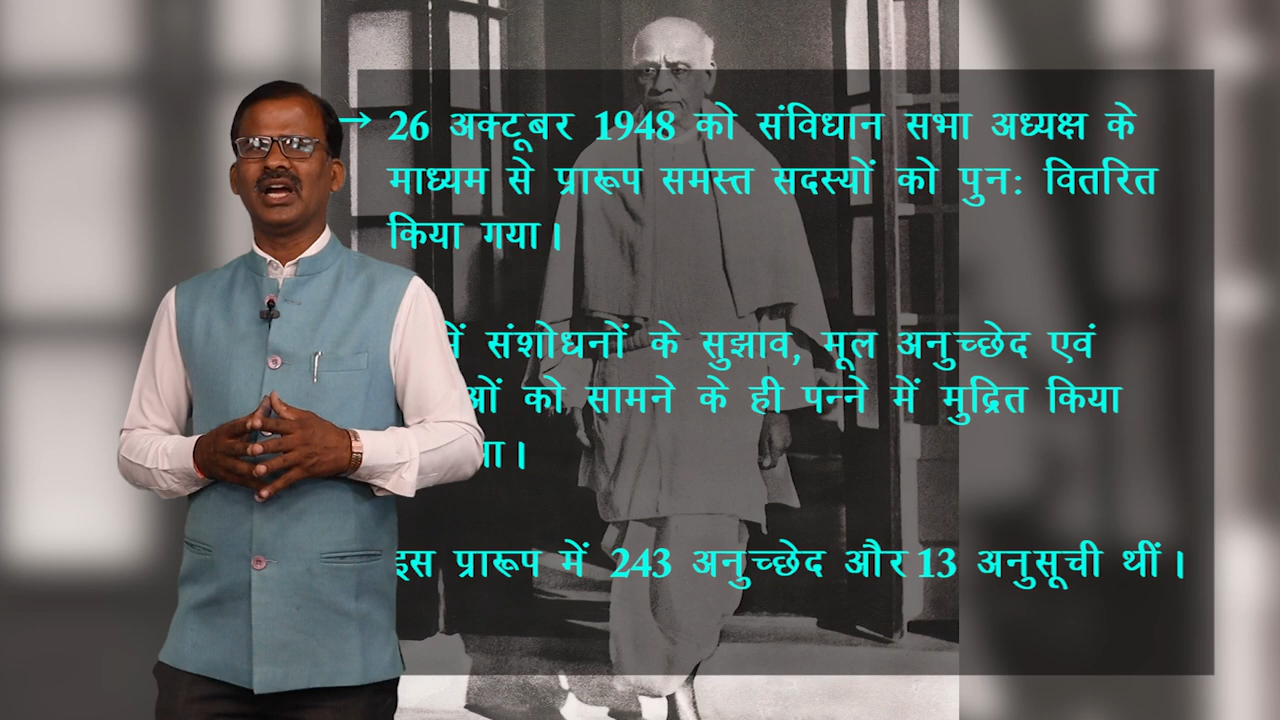 → 26 अक्टूबर 1948 को संविधान सभा अध्यक्ष के
माध्यम से प्रारूप समस्त सदस्यों को पुनः वितरित
किया गया।
में संशोधनों के सुझाव, मूल अनुच्छेद एवं
को सामने के ही पन्ने में मुद्रित किया
इस प्रारूप में 243 अनुच्छेद और 13 अनुसूची थीं।